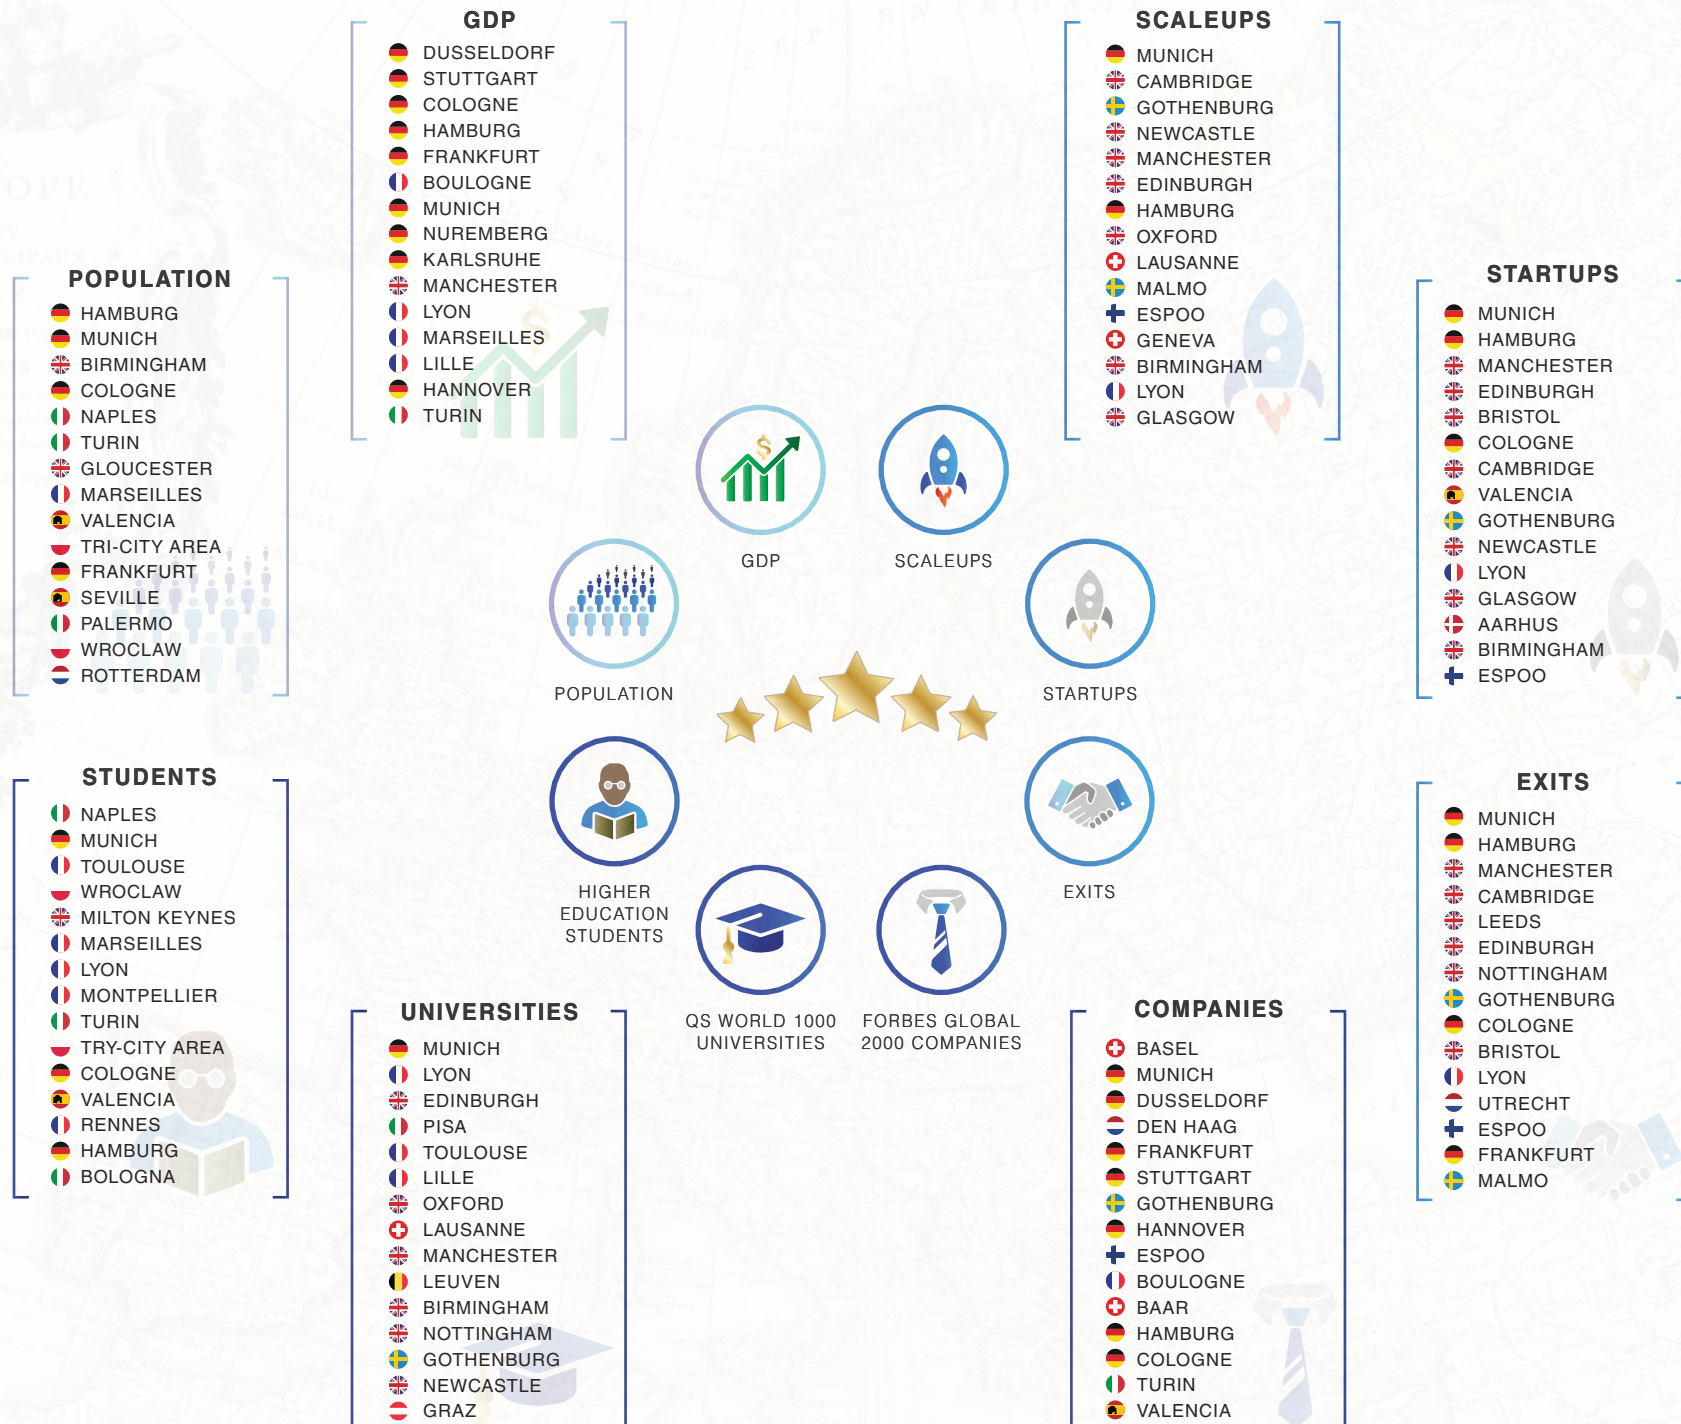 GDP
DUSSELDORF
STUTTGART
COLOGNE
HAMBURG
FRANKFURT
BOULOGNE
MUNICH
NUREMBERG
KARLSRUHE
MANCHESTER
LYON
MARSEILLES
LILLE
HANNOVER
TURIN
SCALEUPS
MUNICH
CAMBRIDGE
GOTHENBURG
NEWCASTLE
MANCHESTER
EDINBURGH
HAMBURG
OXFORD
LAUSANNE
MALMO
ESPOO
GENEVA
BIRMINGHAM
LYON
GLASGOW
POPULATION
HAMBURG
MUNICH
BIRMINGHAM
COLOGNE
NAPLES
TURIN
GLOUCESTER
MARSEILLES
VALENCIA
TRI-CITY AREA
FRANKFURT
SEVILLE
PALERMO
WROCLAW
ROTTERDAM
STARTUPS
MUNICH
HAMBURG
MANCHESTER
EDINBURGH
BRISTOL
COLOGNE
CAMBRIDGE
VALENCIA
GOTHENBURG
NEWCASTLE
LYON
GLASGOW
AARHUS
BIRMINGHAM
ESPOO
GDP
SCALEUPS
POPULATION
STARTUPS
HIGHER
EDUCATION
STUDENTS
EXITS
QS WORLD 1000
UNIVERSITIES
FORBES GLOBAL
2000 COMPANIES
STUDENTS
NAPLES
MUNICH
TOULOUSE
WROCLAW
MILTON KEYNES
MARSEILLES
LYON
MONTPELLIER
TURIN
TRY-CITY AREA
COLOGNE
VALENCIA
RENNES
HAMBURG
BOLOGNA
EXITS
MUNICH
HAMBURG
MANCHESTER
CAMBRIDGE
LEEDS
EDINBURGH
NOTTINGHAM
GOTHENBURG
COLOGNE
BRISTOL
LYON
UTRECHT
ESPOO
FRANKFURT
MALMO
UNIVERSITIES
MUNICH
LYON
EDINBURGH
PISA
TOULOUSE
LILLE
OXFORD
LAUSANNE
MANCHESTER
LEUVEN
BIRMINGHAM
NOTTINGHAM
GOTHENBURG
NEWCASTLE
GRAZ
COMPANIES
BASEL
MUNICH
DUSSELDORF
DEN HAAG
FRANKFURT
STUTTGART
GOTHENBURG
HANNOVER
ESPOO
BOULOGNE
BAAR
HAMBURG
COLOGNE
TURIN
VALENCIA